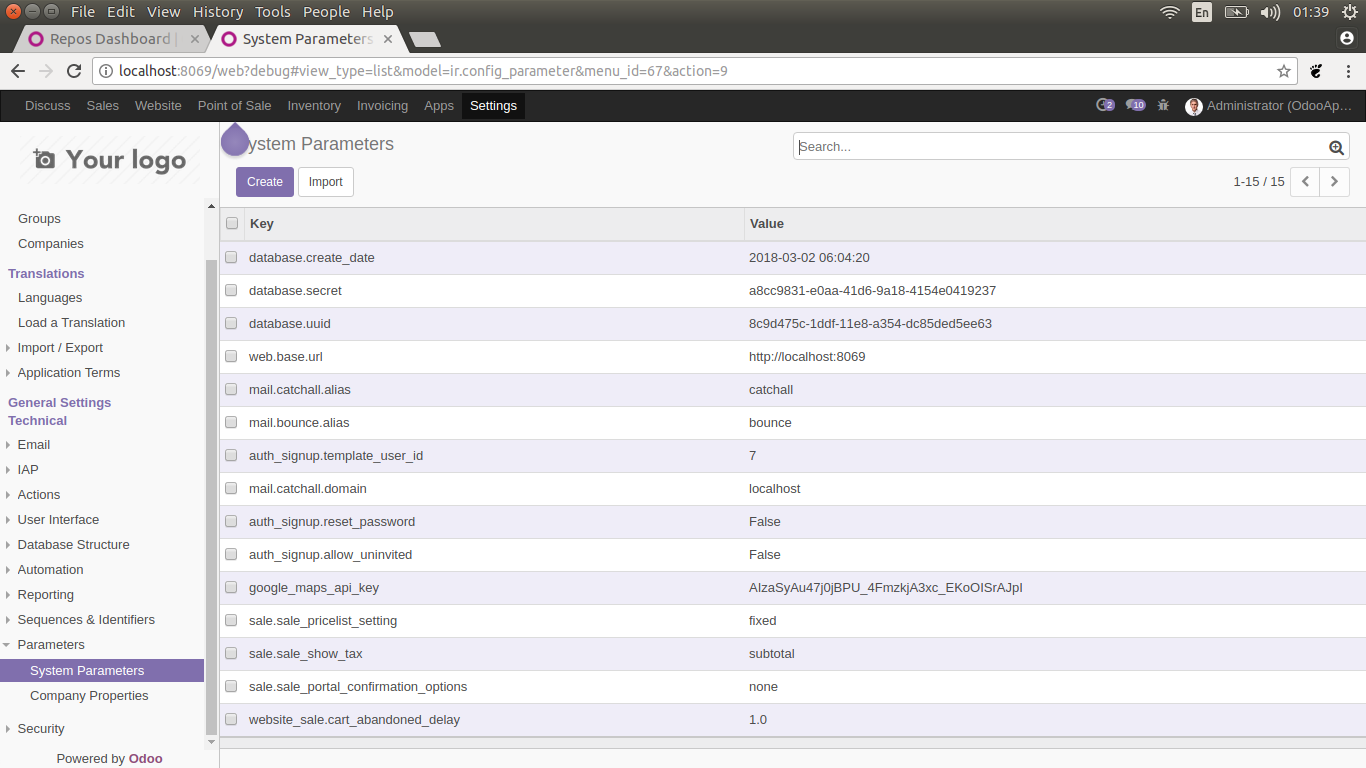 File Edit View History Tools People Help
En
01:39
Repos Dashboard |
System Parameters
localhost:8069/web?debug#view_type=list&model=ir.config_parameter&menu_id=67&action=9
Discuss Sales Website Point of Sale Inventory Invoicing Apps Settings
2 10 Administrator (OdooAp...
Your logo
Groups
Companies
Translations
Languages
Load a Translation
Import / Export
Application Terms
General Settings
Technical
Email
IAP
Actions
User Interface
Database Structure
Automation
Reporting
Sequences & Identifiers
Parameters
System Parameters
Company Properties
Security
Powered by Odoo
ystem Parameters
Search...
Create Import
1-15 / 15
Key Value
database.create_date 2018-03-02 06:04:20
database.secret a8cc9831-e0aa-41d6-9a18-4154e0419237
database.uuid 8c9d475c-1ddf-11e8-a354-dc85ded5ee63
web.base.url http://localhost:8069
mail.catchall.alias catchall
mail.bounce.alias bounce
auth_signup.template_user_id 7
mail.catchall.domain localhost
auth_signup.reset_password False
auth_signup.allow_uninvited False
google_maps_api_key AIzaSyAu47j0jBPU_4FmzkjA3xc_EKoOISrAJpI
sale.sale_pricelist_setting fixed
sale.sale_show_tax subtotal
sale.sale_portal_confirmation_options none
website_sale.cart_abandoned_delay 1.0